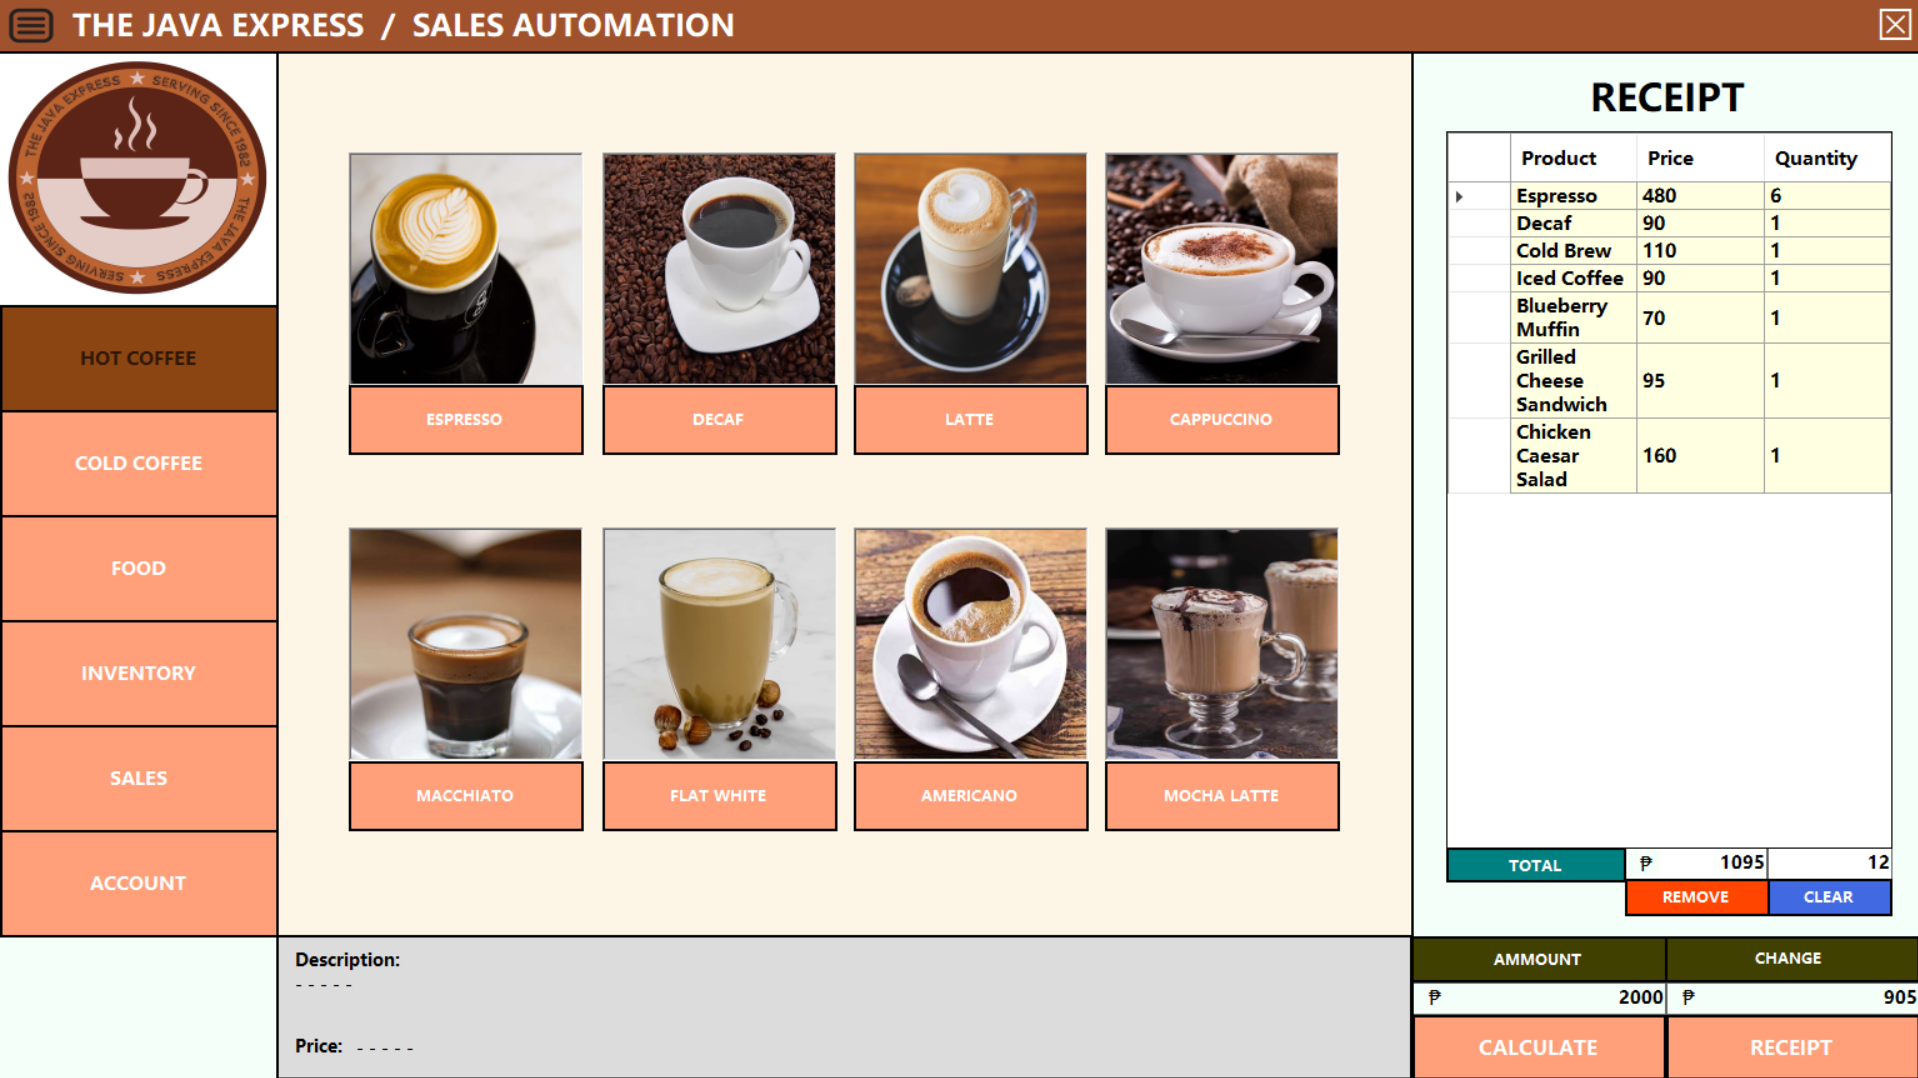 THE JAVA EXPRESS / SALES AUTOMATION
THE JAVA EXPRESS ★ SERVING SINCE 1982 ★ THE JAVA EXPRESS ★ SERVING SINCE 1982 ★
HOT COFFEE
COLD COFFEE
FOOD
INVENTORY
SALES
ACCOUNT
ESPRESSO
DECAF
LATTE
CAPPUCCINO
MACCHIATO
FLAT WHITE
AMERICANO
MOCHA LATTE
Description:
- - - - -
Price: - - - - -
RECEIPT
Product Price Quantity
Espresso 480 6
Decaf 90 1
Cold Brew 110 1
Iced Coffee 90 1
Blueberry
Muffin 70 1
Grilled
Cheese 95 1
Sandwich
Chicken
Caesar 160 1
Salad
TOTAL ₱ 1095 12
REMOVE CLEAR
AMMOUNT CHANGE
₱ 2000 ₱ 905
CALCULATE RECEIPT